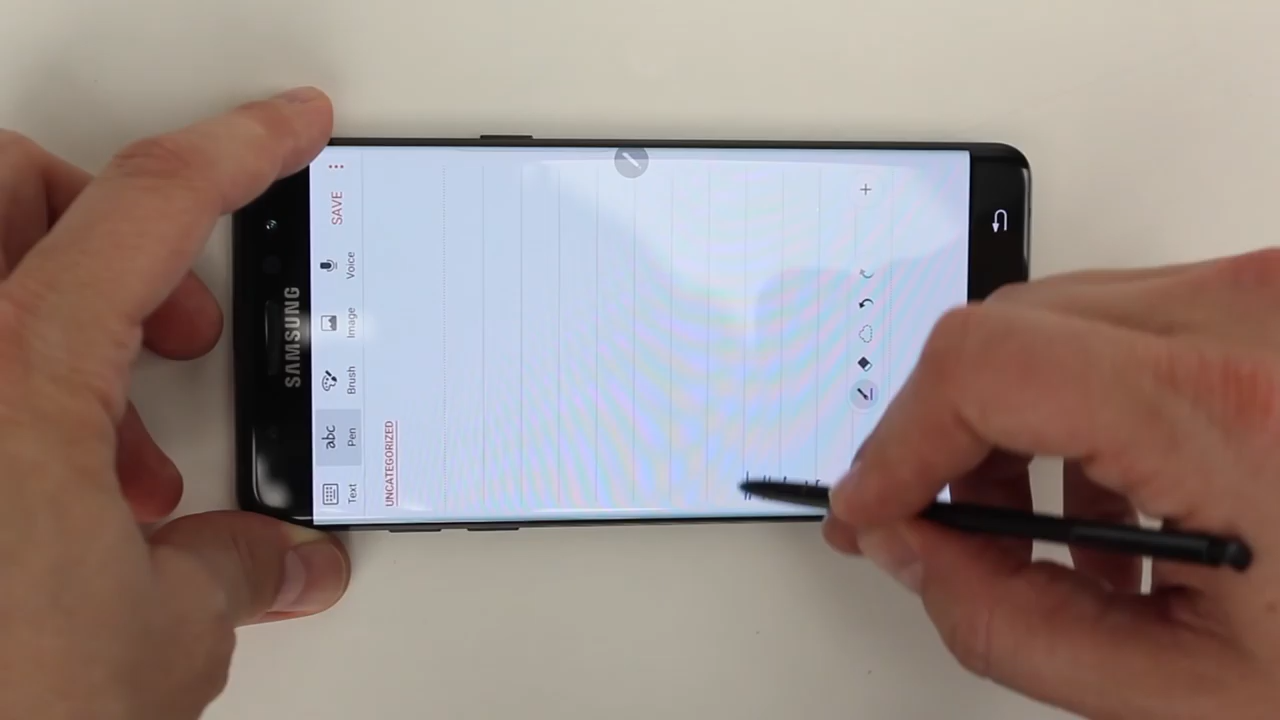 SAMSUNG
SAVE
Text
abc
Pen
Brush
Image
Voice
UNCATEGORIZED